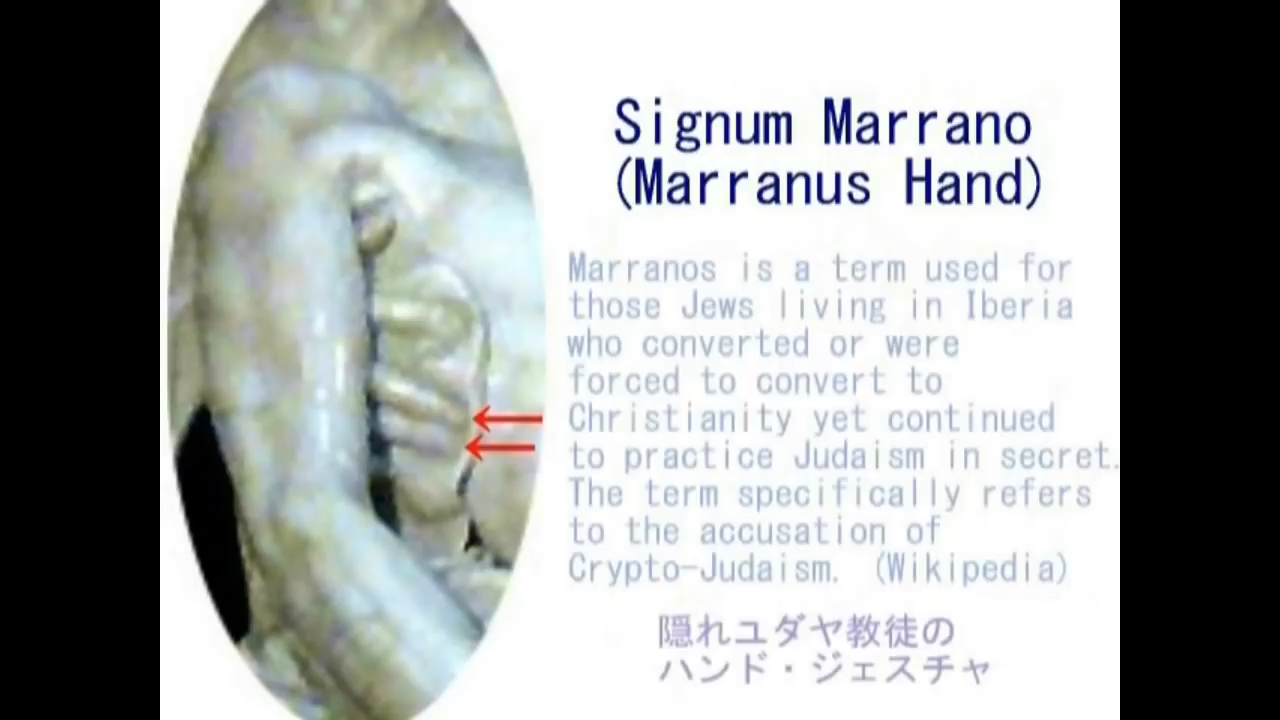 Signum Marrano
(Marranus Hand)
Marranos is a term used for
those Jews living in Iberia
who converted or were
forced to convert to
Christianity yet continued
to practice Judaism in secret.
The term specifically refers
to the accusation of
Crypto-Judaism. (Wikipedia)
隠れユダヤ教徒の
ハンド・ジェスチャ